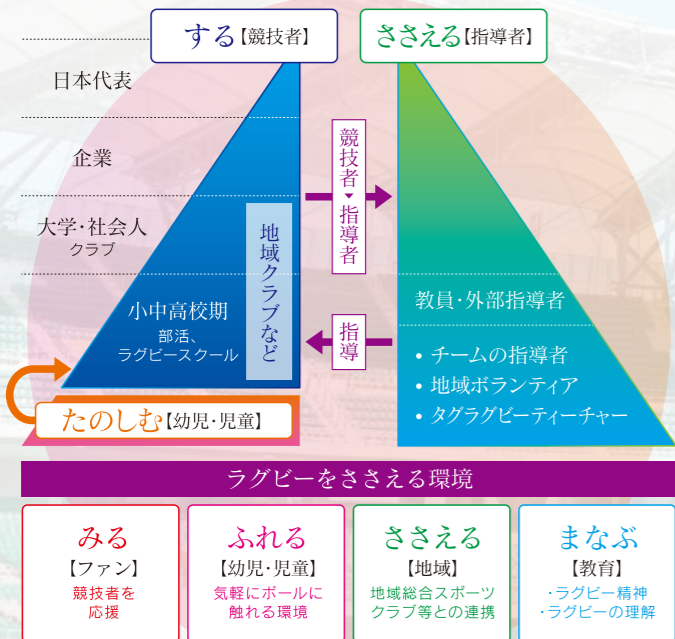 する【競技者】
ささえる【指導者】
日本代表
企業
大学・社会人
クラブ
小中高校期
部活、
ラグビースクール
地域クラブなど
たのしむ【幼児・児童】
競技者▼指導者
指導
教員・外部指導者
• チームの指導者
• 地域ボランティア
• タグラグビーティーチャー
ラグビーをささえる環境
みる
【ファン】
競技者を
応援
ふれる
【幼児・児童】
気軽にボールに
触れる環境
ささえる
【地域】
地域総合スポーツ
クラブ等との連携
まなぶ
【教育】
・ラグビー精神
・ラグビーの理解